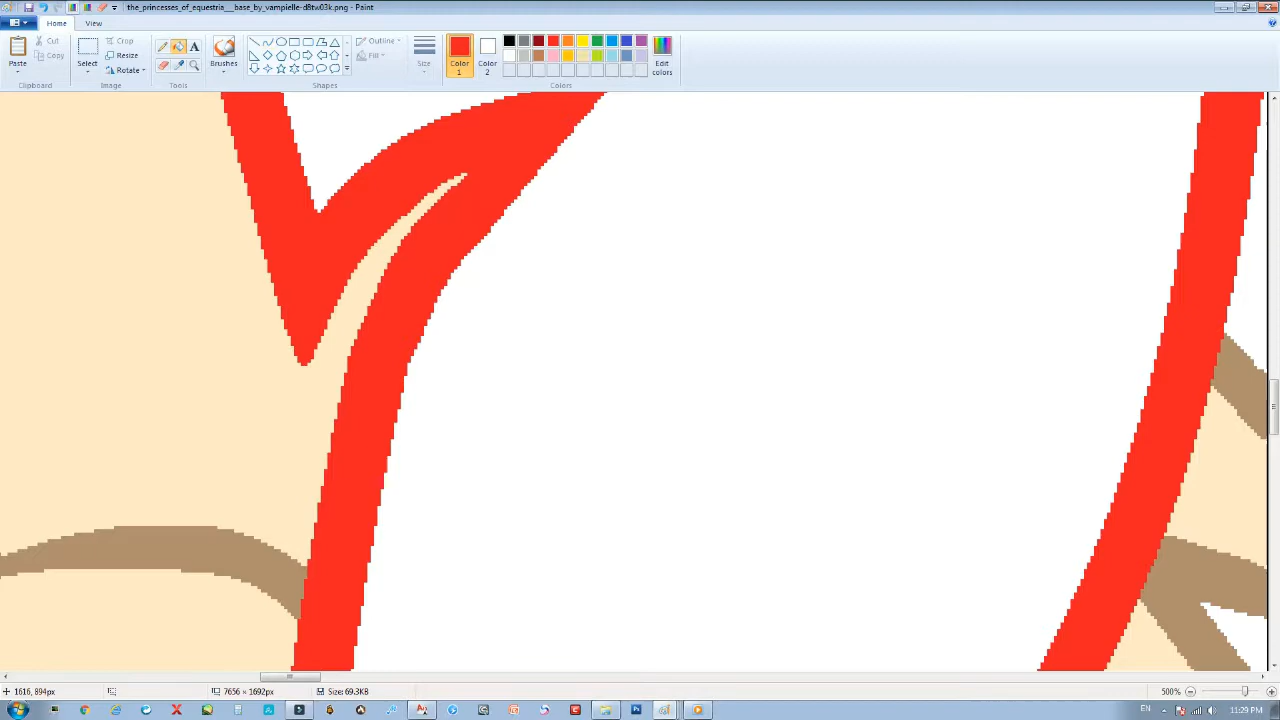 the_princesses_of_equestria__base_by_vampielle-d8tw03k.png - Paint
Home View
Paste
Cut
Copy
Clipboard
Select
Crop
Resize
Rotate
Image
A
Tools
Brushes
Outline
Fill
Shapes
Size
Color 1
Color 2
Edit colors
Colors
1616, 894px
7656 × 1692px
Size: 69.3KB
500%
EN
11:29 PM